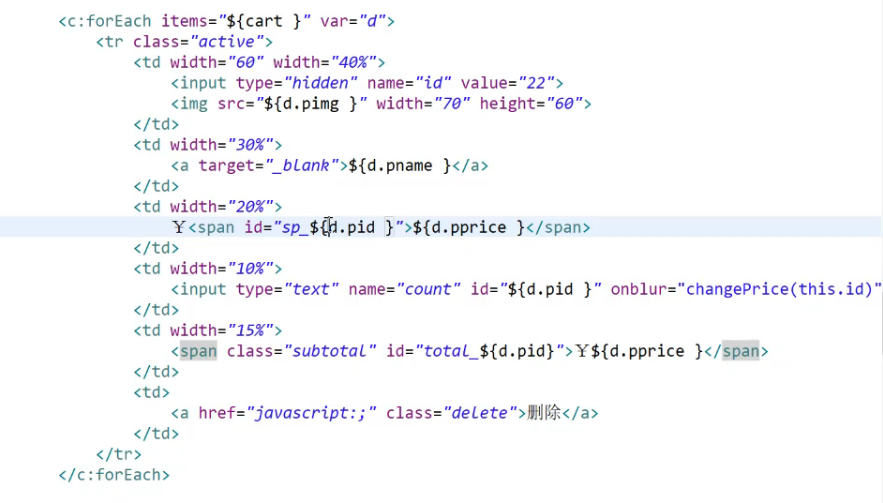 <c:forEach items="${cart }" var="d">
<tr class="active">
<td width="60" width="40%">
<input type="hidden" name="id" value="22">
<img src="${d.pimg }" width="70" height="60">
</td>
<td width="30%">
<a target="_blank">${d.pname }</a>
</td>
<td width="20%">
￥<span id="sp_${d.pid }">${d.pprice }</span>
</td>
<td width="10%">
<input type="text" name="count" id="${d.pid }" onblur="changePrice(this.id)"
</td>
<td width="15%">
<span class="subtotal" id="total_${d.pid}">￥${d.pprice }</span>
</td>
<td>
<a href="javascript:;" class="delete">删除</a>
</td>
</tr>
</c:forEach>